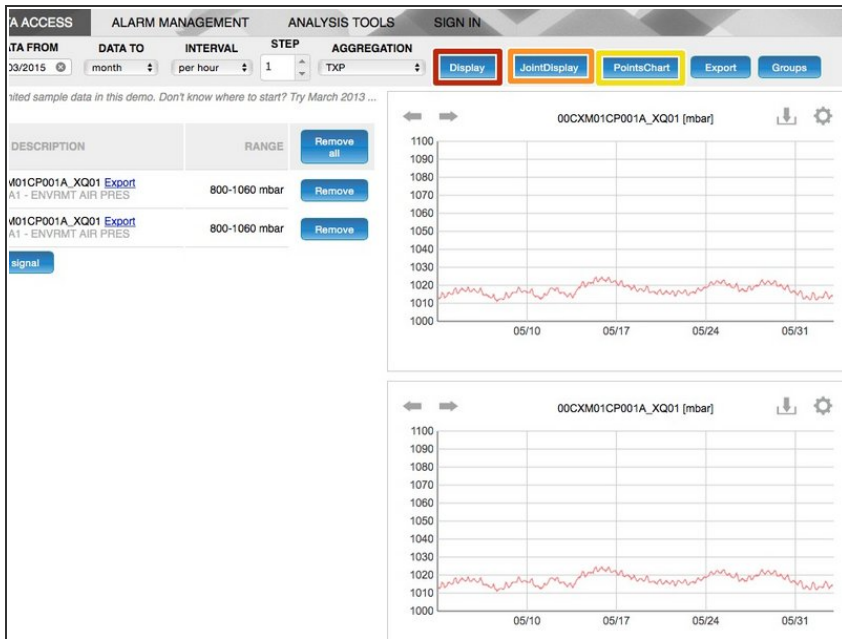 TA ACCESS ALARM MANAGEMENT ANALYSIS TOOLS SIGN IN
ATA FROM DATA TO INTERVAL STEP AGGREGATION
03/2015 month per hour 1 TXP Display JointDisplay PointsChart Export Groups
nited sample data in this demo. Don't know where to start? Try March 2013 ...
DESCRIPTION RANGE Remove all
M01CP001A_XQ01 Export 800-1060 mbar Remove
A1 - ENVRMT AIR PRES
M01CP001A_XQ01 Export 800-1060 mbar Remove
A1 - ENVRMT AIR PRES
signal
00CXM01CP001A_XQ01 [mbar]
1100
1090
1080
1070
1060
1050
1040
1030
1020
1010
1000
05/10 05/17 05/24 05/31
00CXM01CP001A_XQ01 [mbar]
1100
1090
1080
1070
1060
1050
1040
1030
1020
1010
1000
05/10 05/17 05/24 05/31